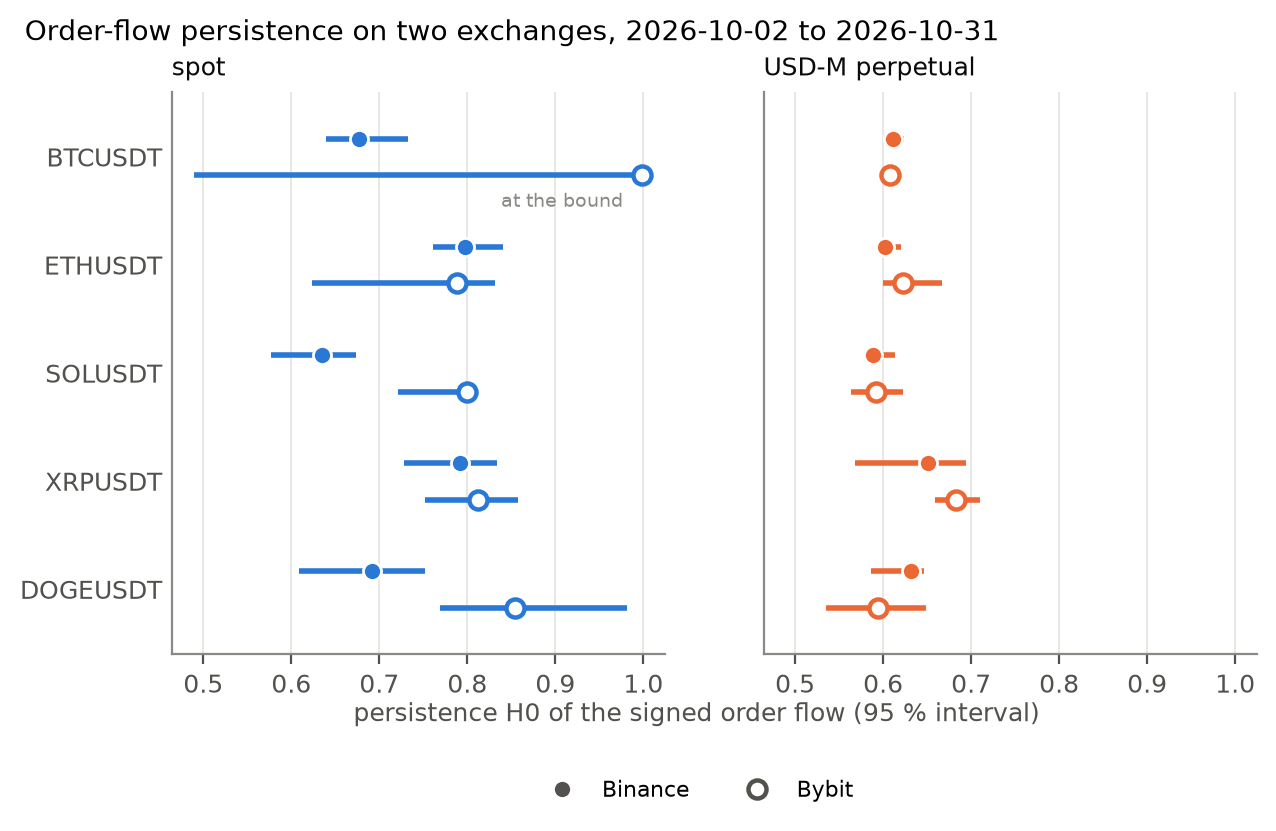 Order-flow persistence on two exchanges, 2026-10-02 to 2026-10-31
spot
USD-M perpetual
BTCUSDT
at the bound
ETHUSDT
SOLUSDT
XRPUSDT
DOGEUSDT
0.5 0.6 0.7 0.8 0.9 1.0
0.5 0.6 0.7 0.8 0.9 1.0
persistence H0 of the signed order flow (95 % interval)
Binance
Bybit